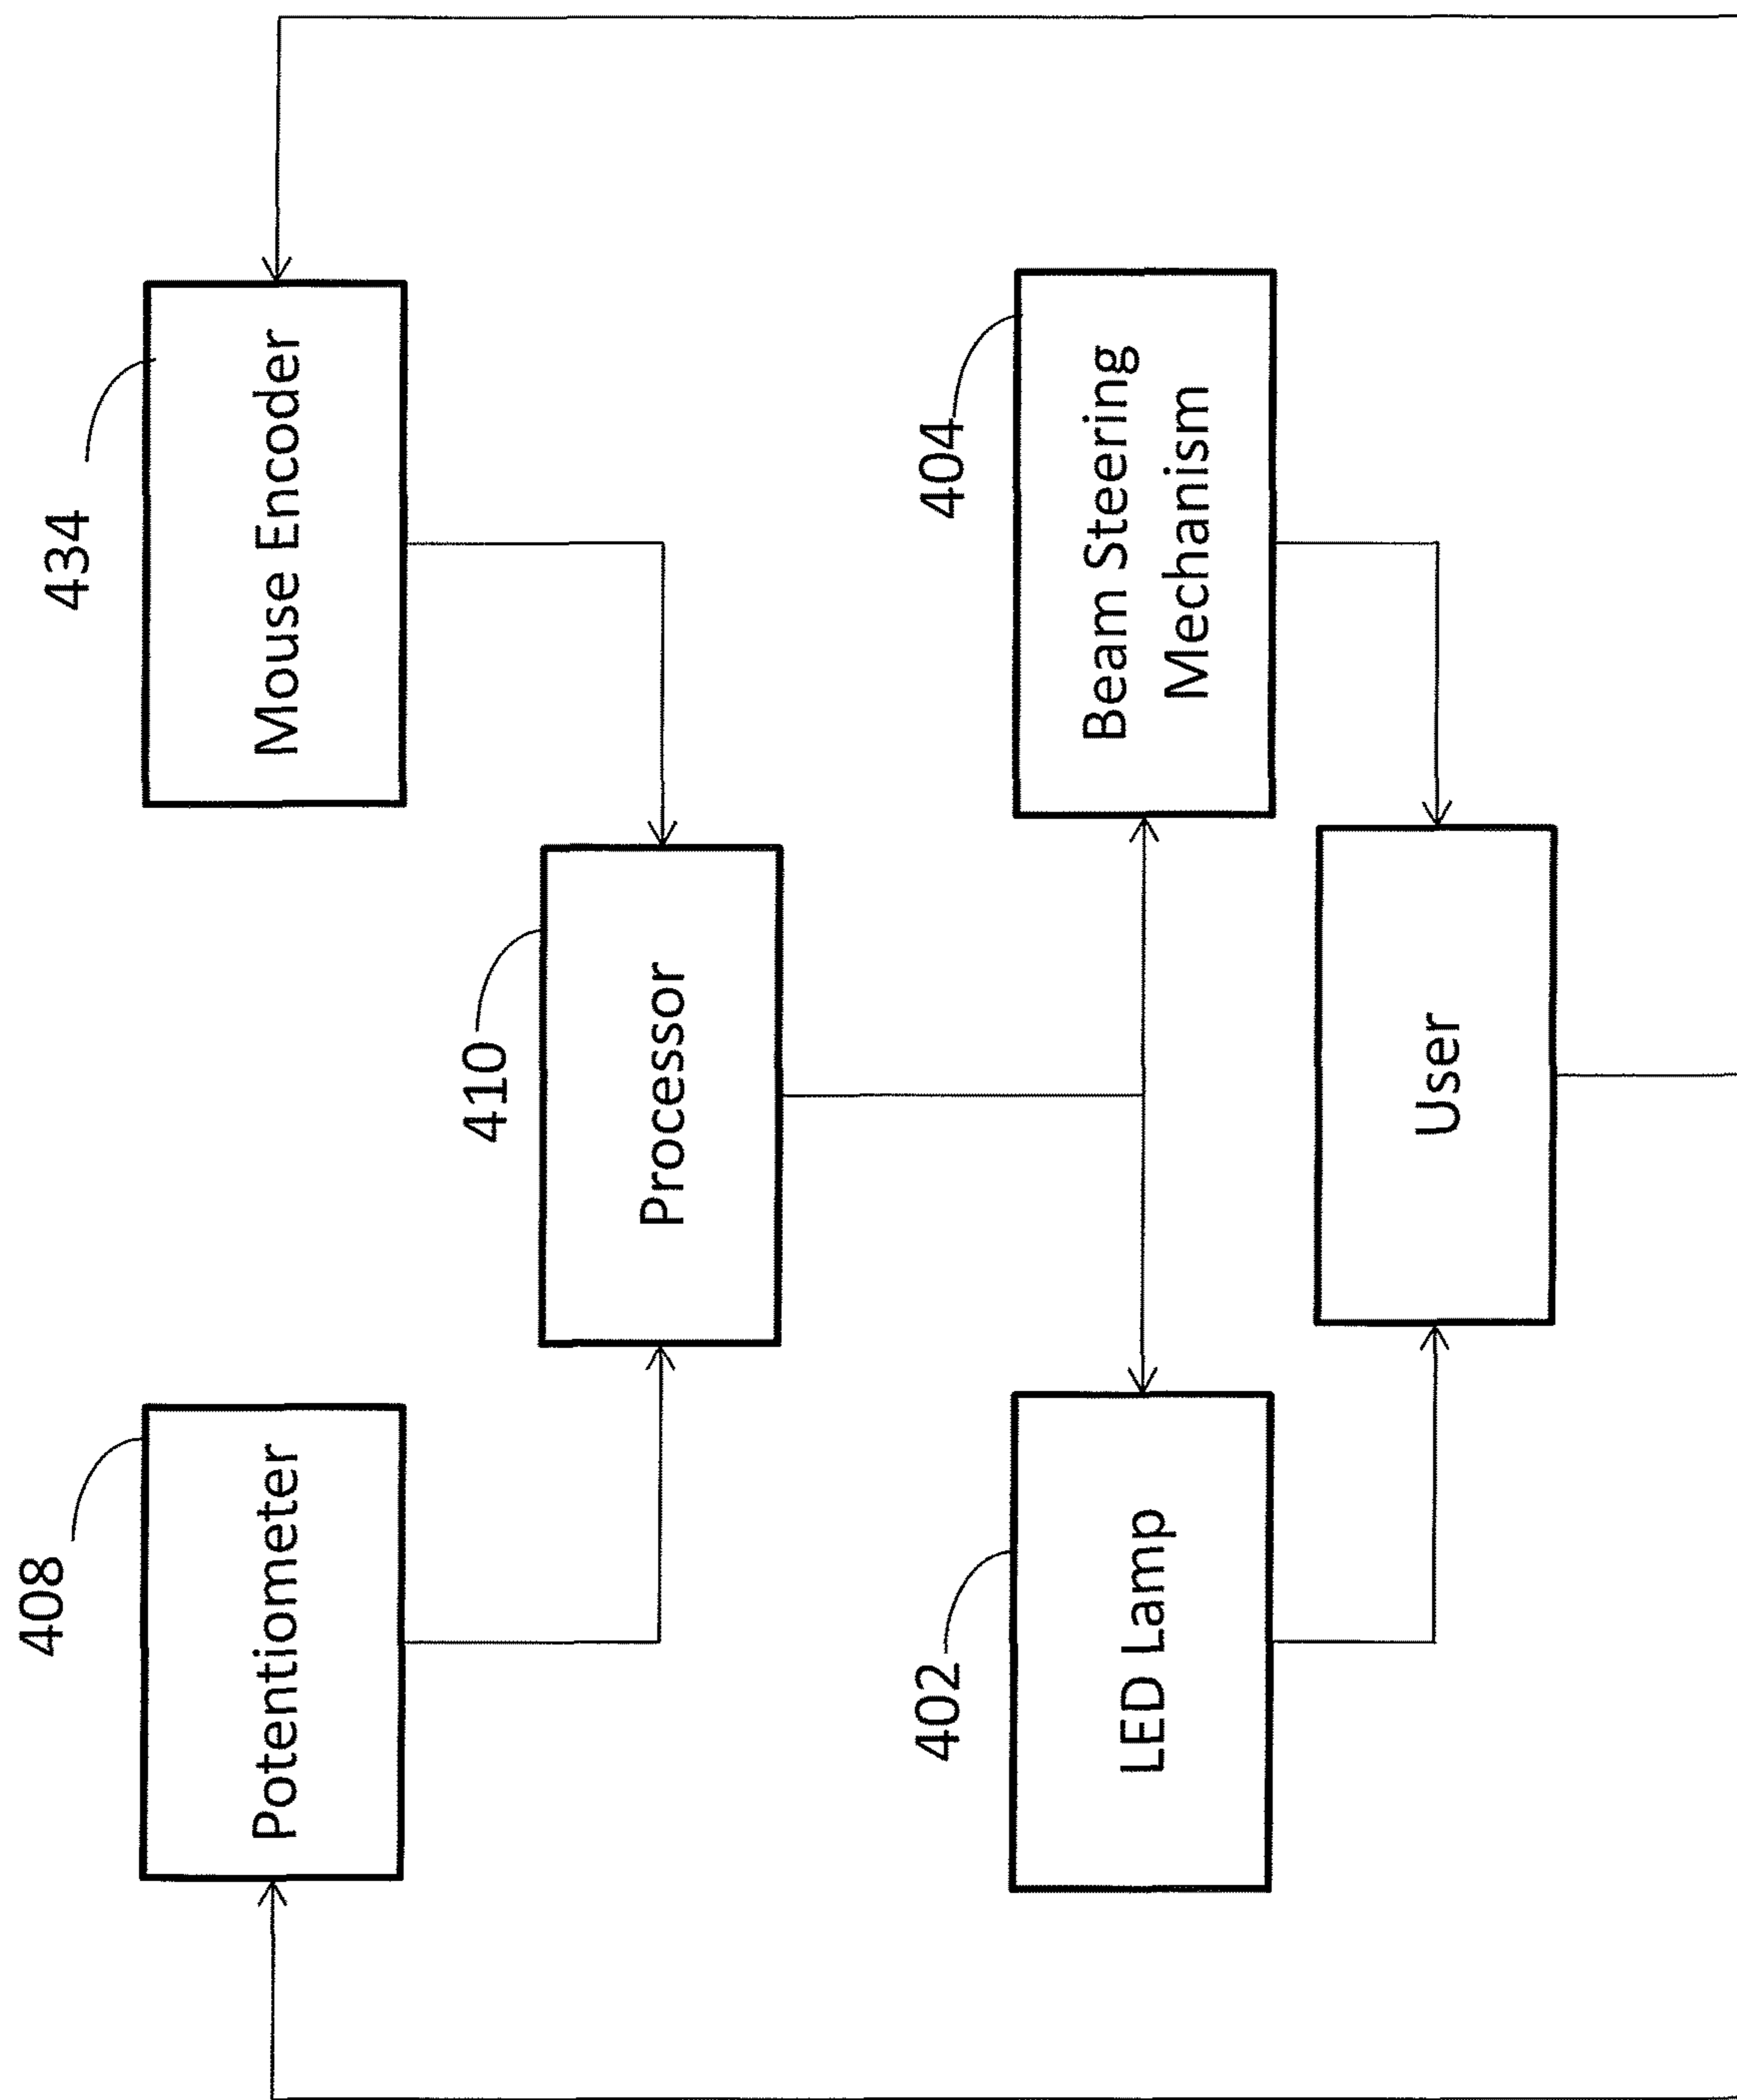 408
Potentiometer
434
Mouse Encoder
410
Processor
402
LED Lamp
404
Beam Steering
Mechanism
User